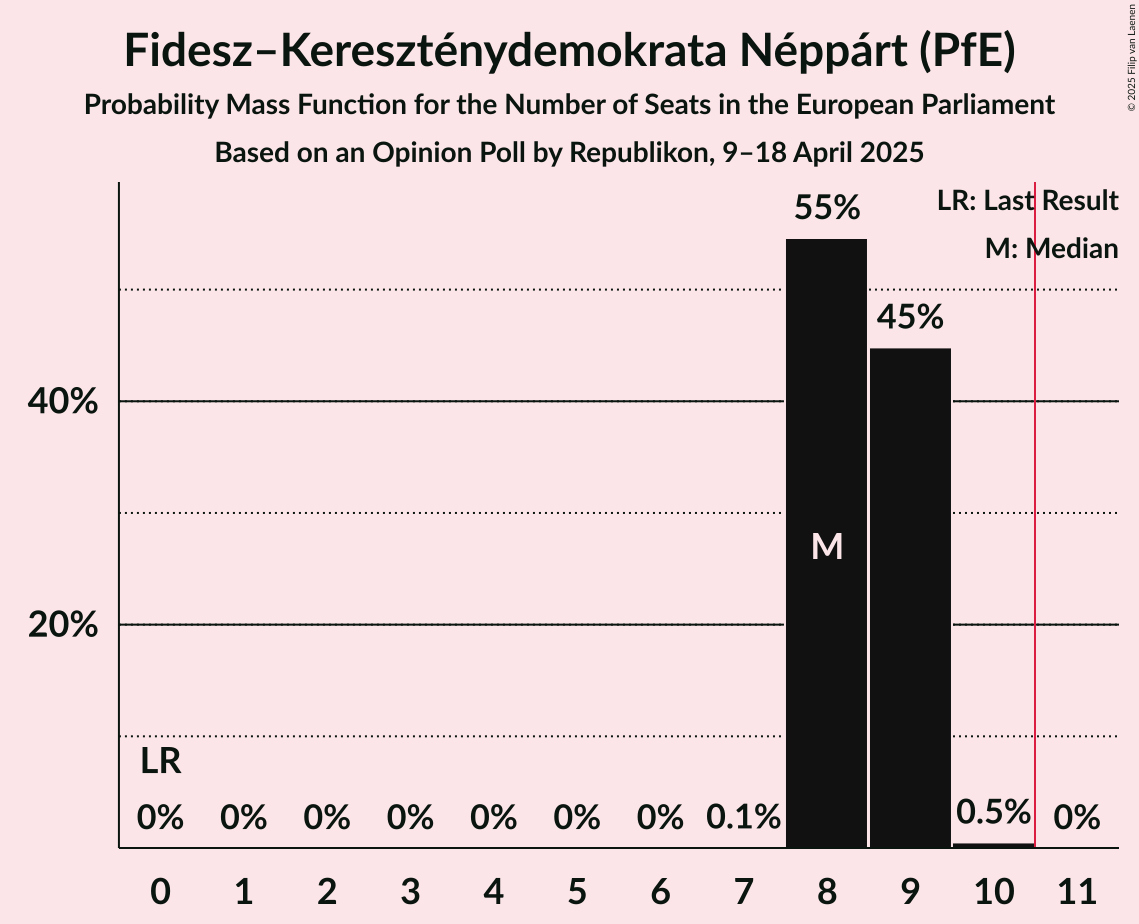 Fidesz–Kereszténydemokrata Néppárt (PfE)
Probability Mass Function for the Number of Seats in the European Parliament
Based on an Opinion Poll by Republikon, 9–18 April 2025
© 2025 Filip van Laenen
LR: Last Result
M: Median
55%
45%
40%
M
20%
LR
0% 0% 0% 0% 0% 0% 0% 0.1% 0.5% 0%
0 1 2 3 4 5 6 7 8 9 10 11